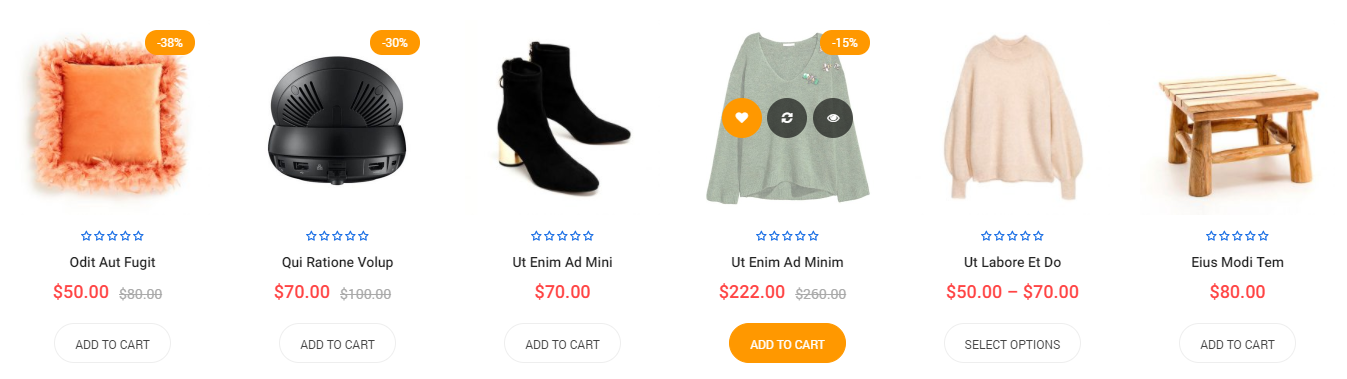 -38%
-30%
-15%
Odit Aut Fugit
Qui Ratione Volup
Ut Enim Ad Mini
Ut Enim Ad Minim
Ut Labore Et Do
Eius Modi Tem
$50.00 $80.00
$70.00 $100.00
$70.00
$222.00 $260.00
$50.00 – $70.00
$80.00
ADD TO CART
ADD TO CART
ADD TO CART
ADD TO CART
SELECT OPTIONS
ADD TO CART